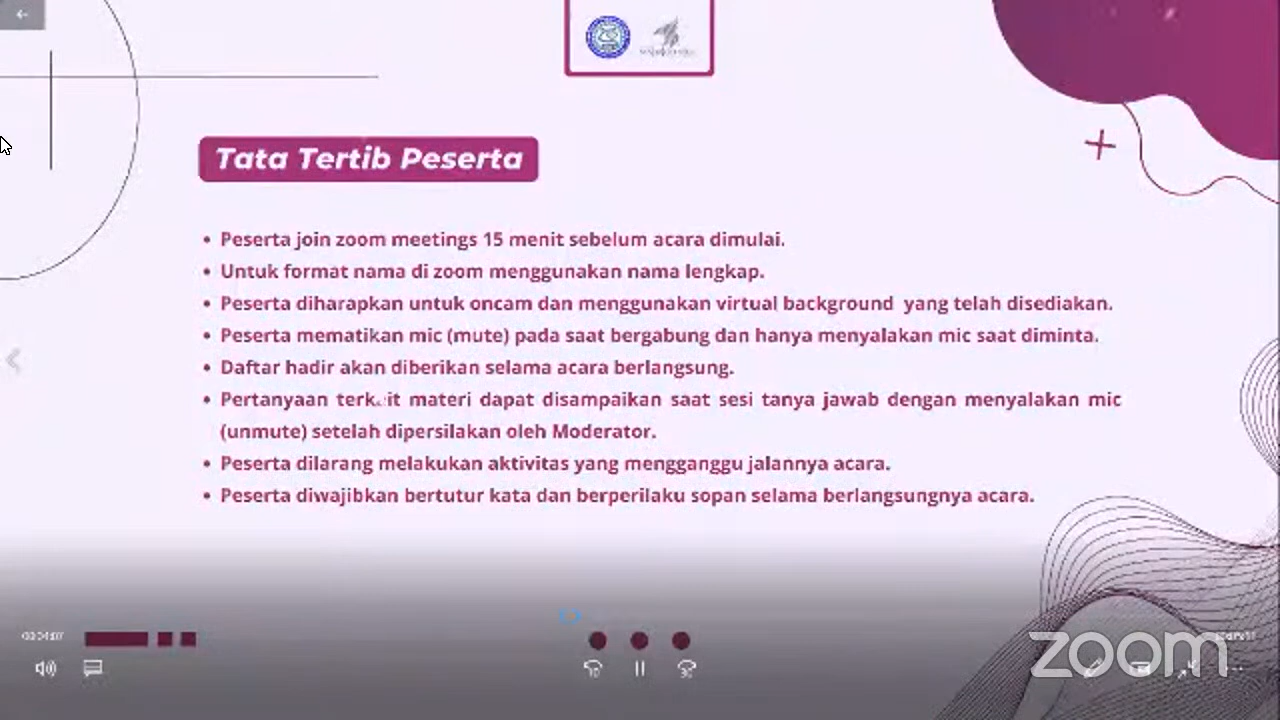 Tata Tertib Peserta
• Peserta join zoom meetings 15 menit sebelum acara dimulai.
• Untuk format nama di zoom menggunakan nama lengkap.
• Peserta diharapkan untuk oncam dan menggunakan virtual background yang telah disediakan.
• Peserta mematikan mic (mute) pada saat bergabung dan hanya menyalakan mic saat diminta.
• Daftar hadir akan diberikan selama acara berlangsung.
• Pertanyaan terkait materi dapat disampaikan saat sesi tanya jawab dengan menyalakan mic
(unmute) setelah dipersilakan oleh Moderator.
• Peserta dilarang melakukan aktivitas yang mengganggu jalannya acara.
• Peserta diwajibkan bertutur kata dan berperilaku sopan selama berlangsungnya acara.
10
30
zoom